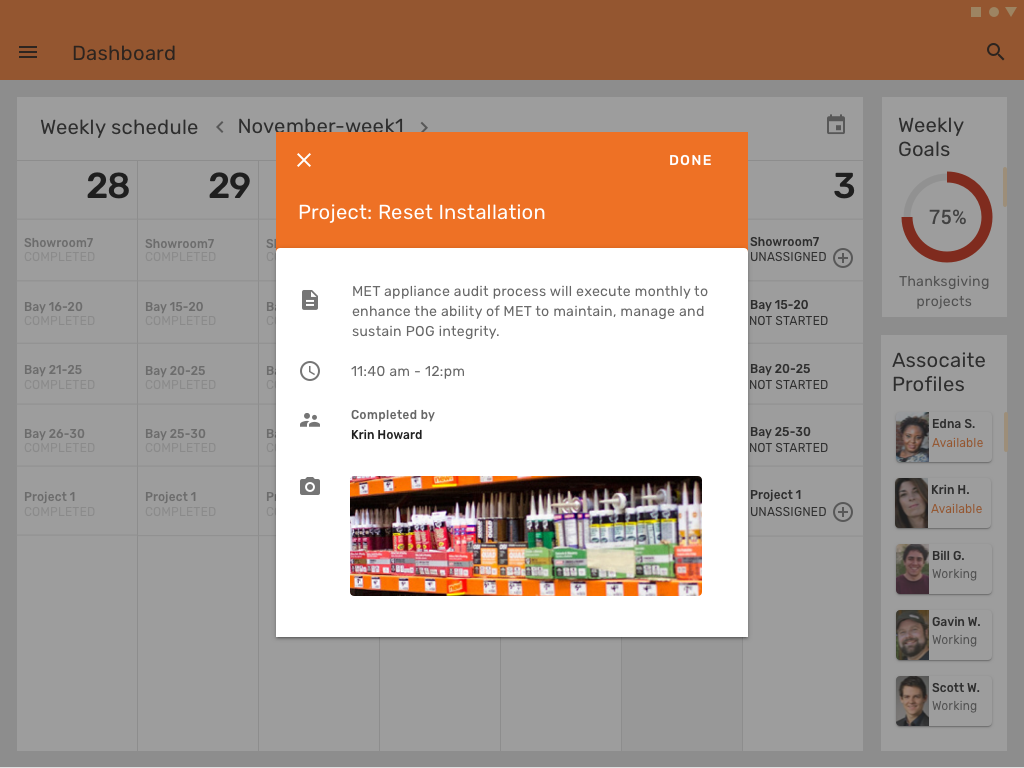 Dashboard
Weekly schedule
November-week1
28
29
3
Showroom7
COMPLETED
Showroom7
COMPLETED
Showroom7
UNASSIGNED
Bay 16-20
COMPLETED
Bay 15-20
COMPLETED
Bay 15-20
NOT STARTED
Bay 21-25
COMPLETED
Bay 20-25
COMPLETED
Bay 20-25
NOT STARTED
Bay 26-30
COMPLETED
Bay 25-30
COMPLETED
Bay 25-30
NOT STARTED
Project 1
COMPLETED
Project 1
COMPLETED
Project 1
UNASSIGNED
DONE
Project: Reset Installation
MET appliance audit process will execute monthly to
enhance the ability of MET to maintain, manage and
sustain POG integrity.
11:40 am - 12:pm
Completed by
Krin Howard
Weekly
Goals
75%
Thanksgiving
projects
Assocaite
Profiles
Edna S.
Available
Krin H.
Available
Bill G.
Working
Gavin W.
Working
Scott W.
Working